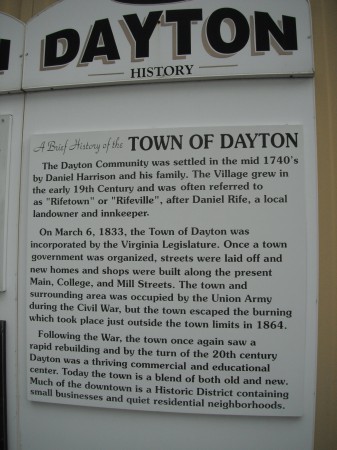 DAYTON
HISTORY
A Brief History of the TOWN OF DAYTON
The Dayton Community was settled in the mid 1740's
by Daniel Harrison and his family. The Village grew in
the early 19th Century and was often referred to
as "Rifetown" or "Rifeville", after Daniel Rife, a local
landowner and innkeeper.
On March 6, 1833, the Town of Dayton was
incorporated by the Virginia Legislature. Once a town
government was organized, streets were laid off and
new homes and shops were built along the present
Main, College, and Mill Streets. The town and
surrounding area was occupied by the Union Army
during the Civil War, but the town escaped the burning
which took place just outside the town limits in 1864.
Following the War, the town once again saw a
rapid rebuilding and by the turn of the 20th century
Dayton was a thriving commercial and educational
center. Today the town is a blend of both old and new.
Much of the downtown is a Historic District containing
small businesses and quiet residential neighborhoods.